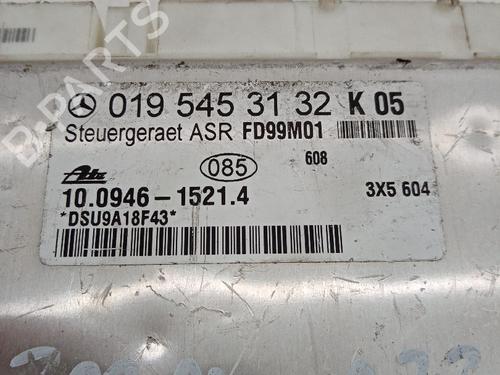 B-PARTS
019 545 31 32 K 05
Steuergeraet ASR FD99M01
085
608
Ate
10.0946-1521.4
3X5 604
*DSU9A18F43*